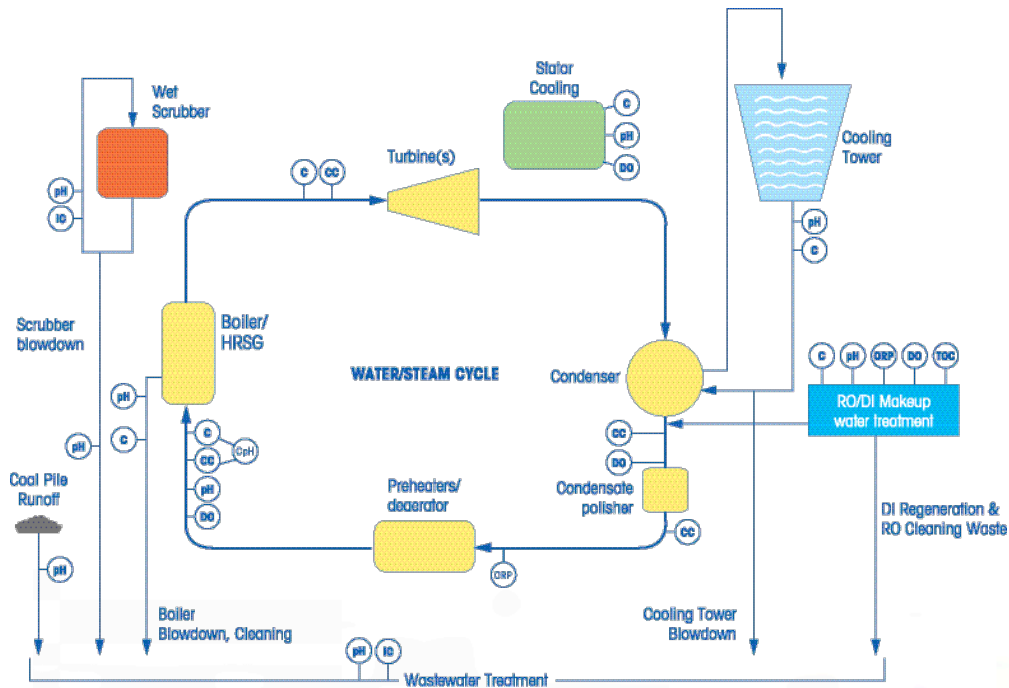 Wet
Scrubber
Stator
Cooling
C
pH
DO
Turbine(s)
C
CC
Cooling
Tower
pH
IC
pH
C
Scrubber
blowdown
Boiler/
HRSG
WATER/STEAM CYCLE
Condenser
C
pH
ORP
DO
TOC
RO/DI Makeup
water treatment
pH
C
pH
C
CC
CpH
pH
DO
CC
DO
Coal Pile
Runoff
Preheaters/
deaerator
Condensate
polisher
CC
DI Regeneration &
RO Cleaning Waste
pH
ORP
Boiler
Blowdown, Cleaning
Cooling Tower
Blowdown
pH
IC
Wastewater Treatment